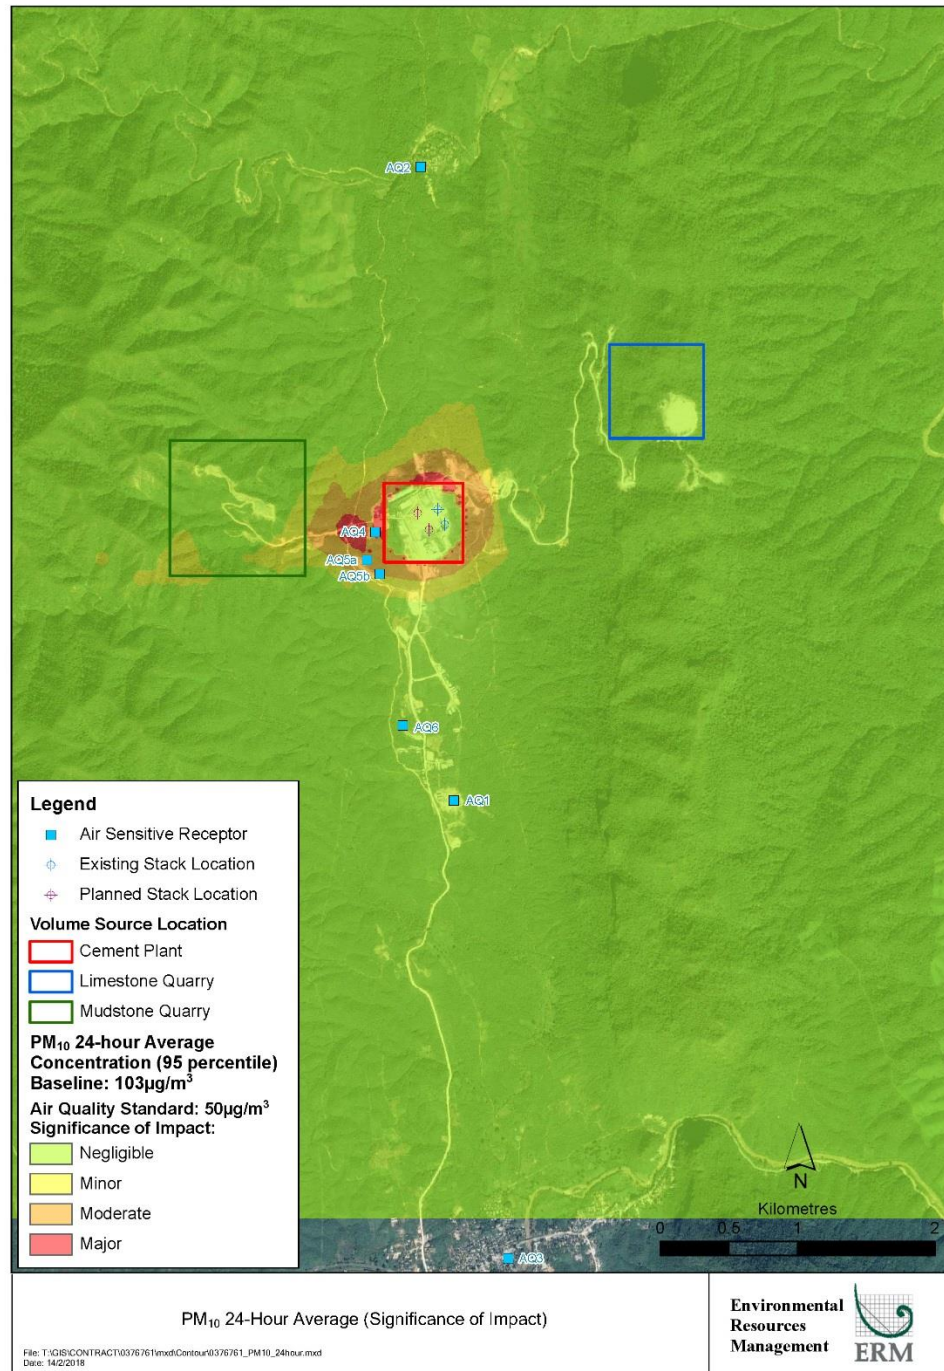 AQ2
AQ4
AQ5a
AQ5b
AQ6
AQ1
AQ3
Legend
Air Sensitive Receptor
Existing Stack Location
Planned Stack Location
Volume Source Location
Cement Plant
Limestone Quarry
Mudstone Quarry
PM₁₀ 24-hour Average
Concentration (95 percentile)
Baseline: 103µg/m³
Air Quality Standard: 50µg/m³
Significance of Impact:
Negligible
Minor
Moderate
Major
N
Kilometres
0 0.5 1 2
PM₁₀ 24-Hour Average (Significance of Impact)
File: T:\GIS\CONTRACT\0376761\mxd\Contour\0376761_PM10_24hour.mxd
Date: 14/2/2018
Environmental
Resources
Management
ERM